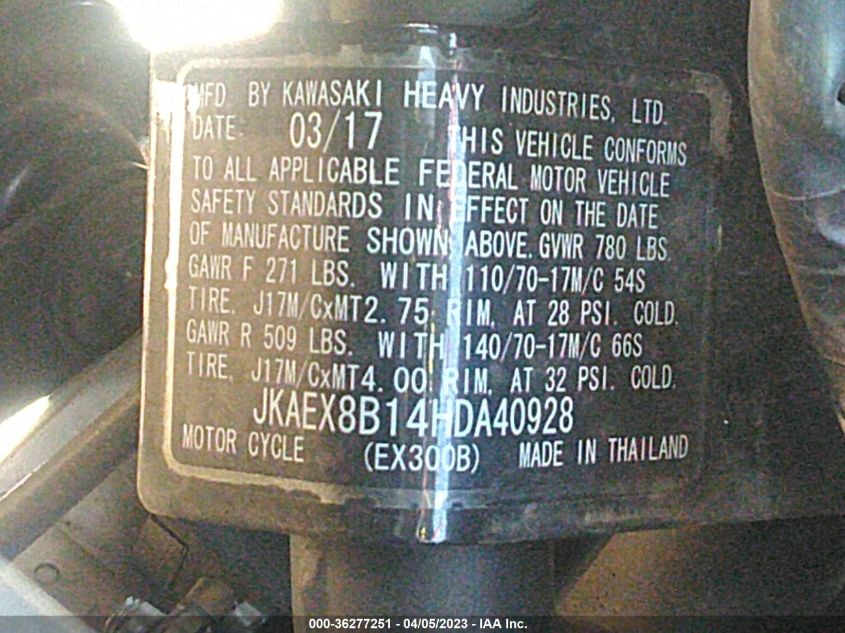 MFD. BY KAWASAKI HEAVY INDUSTRIES, LTD.
DATE: 03/17 THIS VEHICLE CONFORMS
TO ALL APPLICABLE FEDERAL MOTOR VEHICLE
SAFETY STANDARDS IN EFFECT ON THE DATE
OF MANUFACTURE SHOWN ABOVE. GVWR 780 LBS.
GAWR F 271 LBS. WITH 110/70-17M/C 54S
TIRE, J17M/CxMT2.75 RIM, AT 28 PSI. COLD.
GAWR R 509 LBS. WITH 140/70-17M/C 66S
TIRE, J17M/CxMT4.00 RIM, AT 32 PSI. COLD.
JKAEX8B14HDA40928
MOTOR CYCLE (EX300B) MADE IN THAILAND
000-36277251 - 04/05/2023 - IAA Inc.